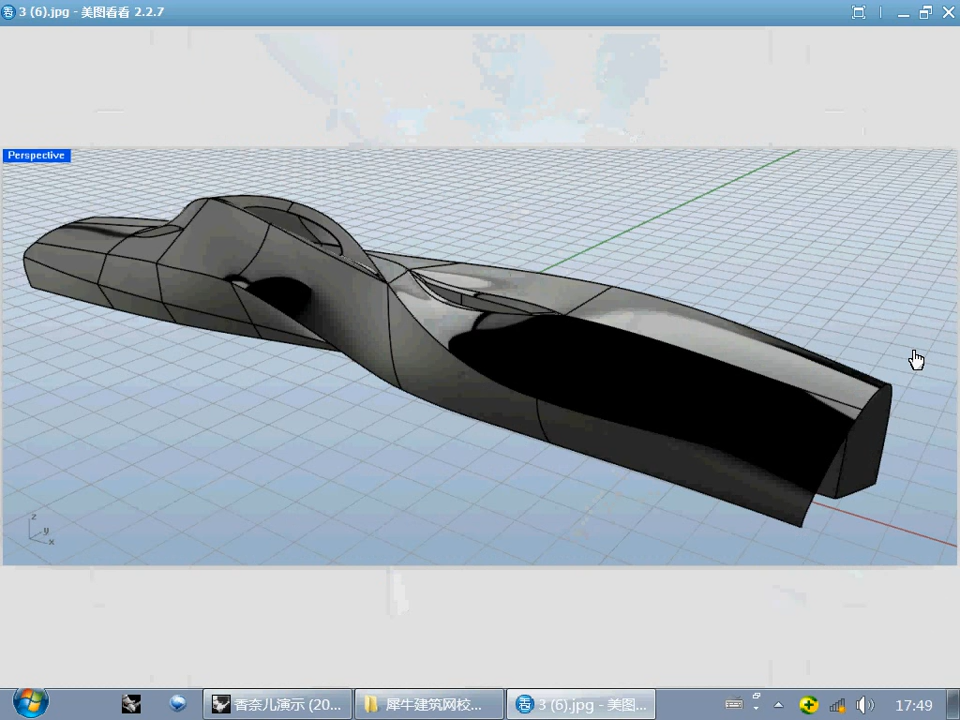 3 (6).jpg - 美图看看 2.2.7
Perspective
z
y
x
香奈儿演示 (20...
犀牛建筑网校...
3 (6).jpg - 美图...
17:49